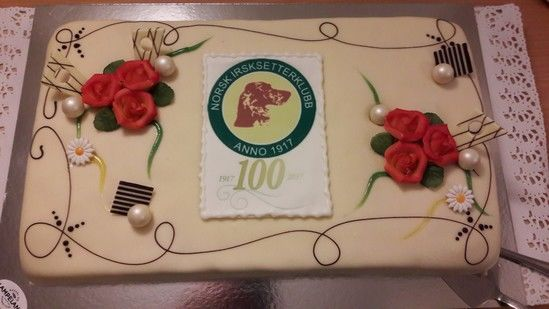 NORSK IRSKSETTERKLUBB
ANNO 1917
1917 100 2017